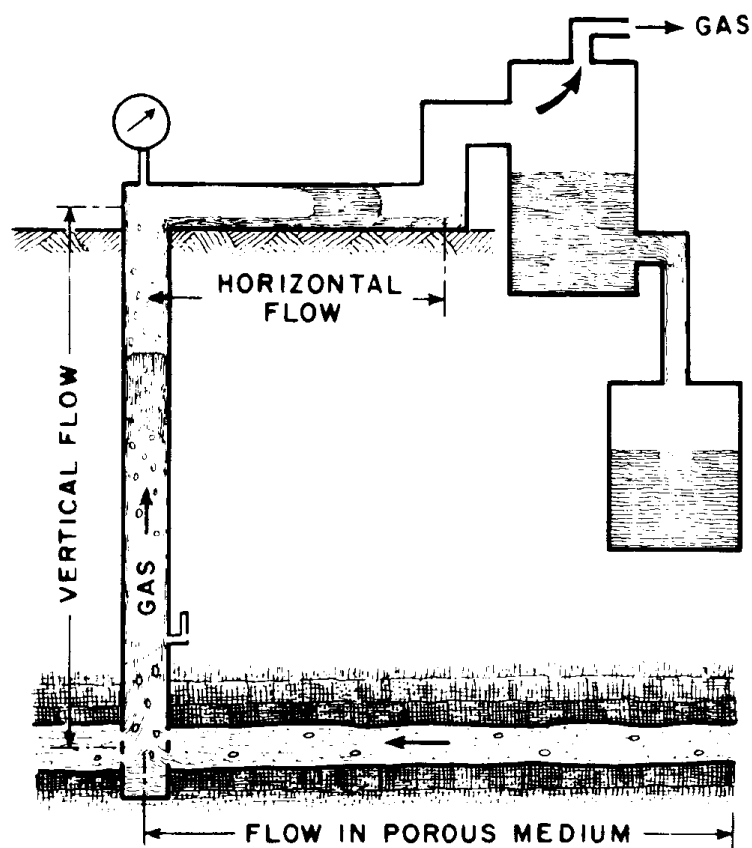 GAS
HORIZONTAL
FLOW
VERTICAL FLOW
GAS
FLOW IN POROUS MEDIUM